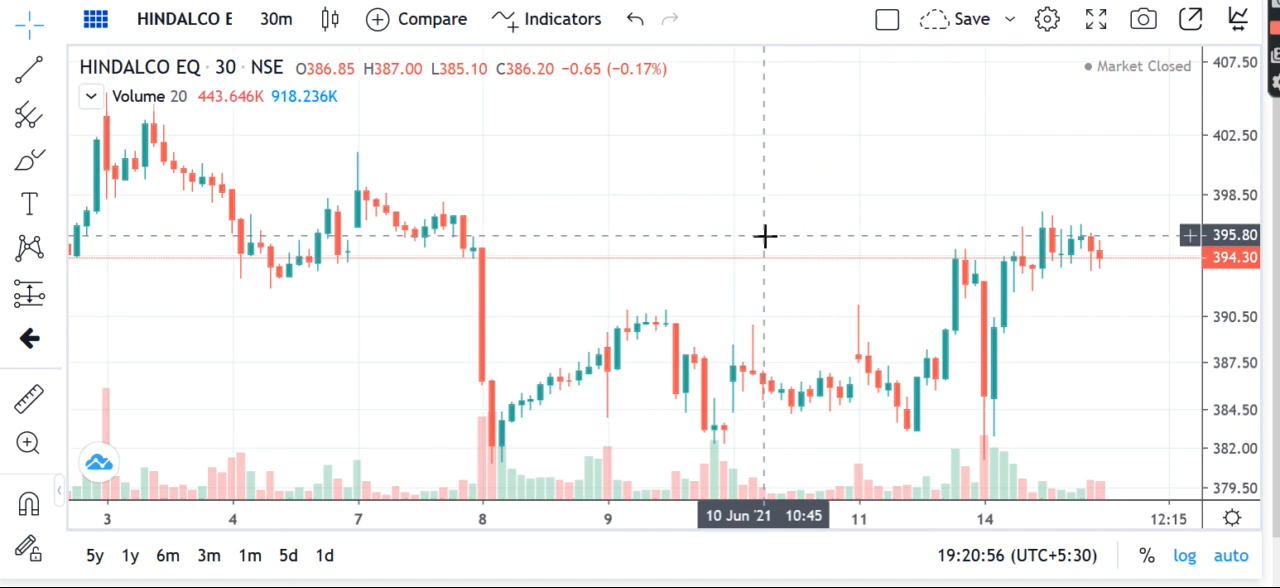 HINDALCO E 30m Compare Indicators Save
HINDALCO EQ · 30 · NSE O386.85 H387.00 L385.10 C386.20 −0.65 (−0.17%) Market Closed
Volume 20 443.646K 918.236K
407.50
402.50
398.50
395.80
394.30
390.50
387.50
384.50
382.00
379.50
3 4 7 8 9 10 Jun '21 10:45 11 14 12:15
5y 1y 6m 3m 1m 5d 1d 19:20:56 (UTC+5:30) % log auto